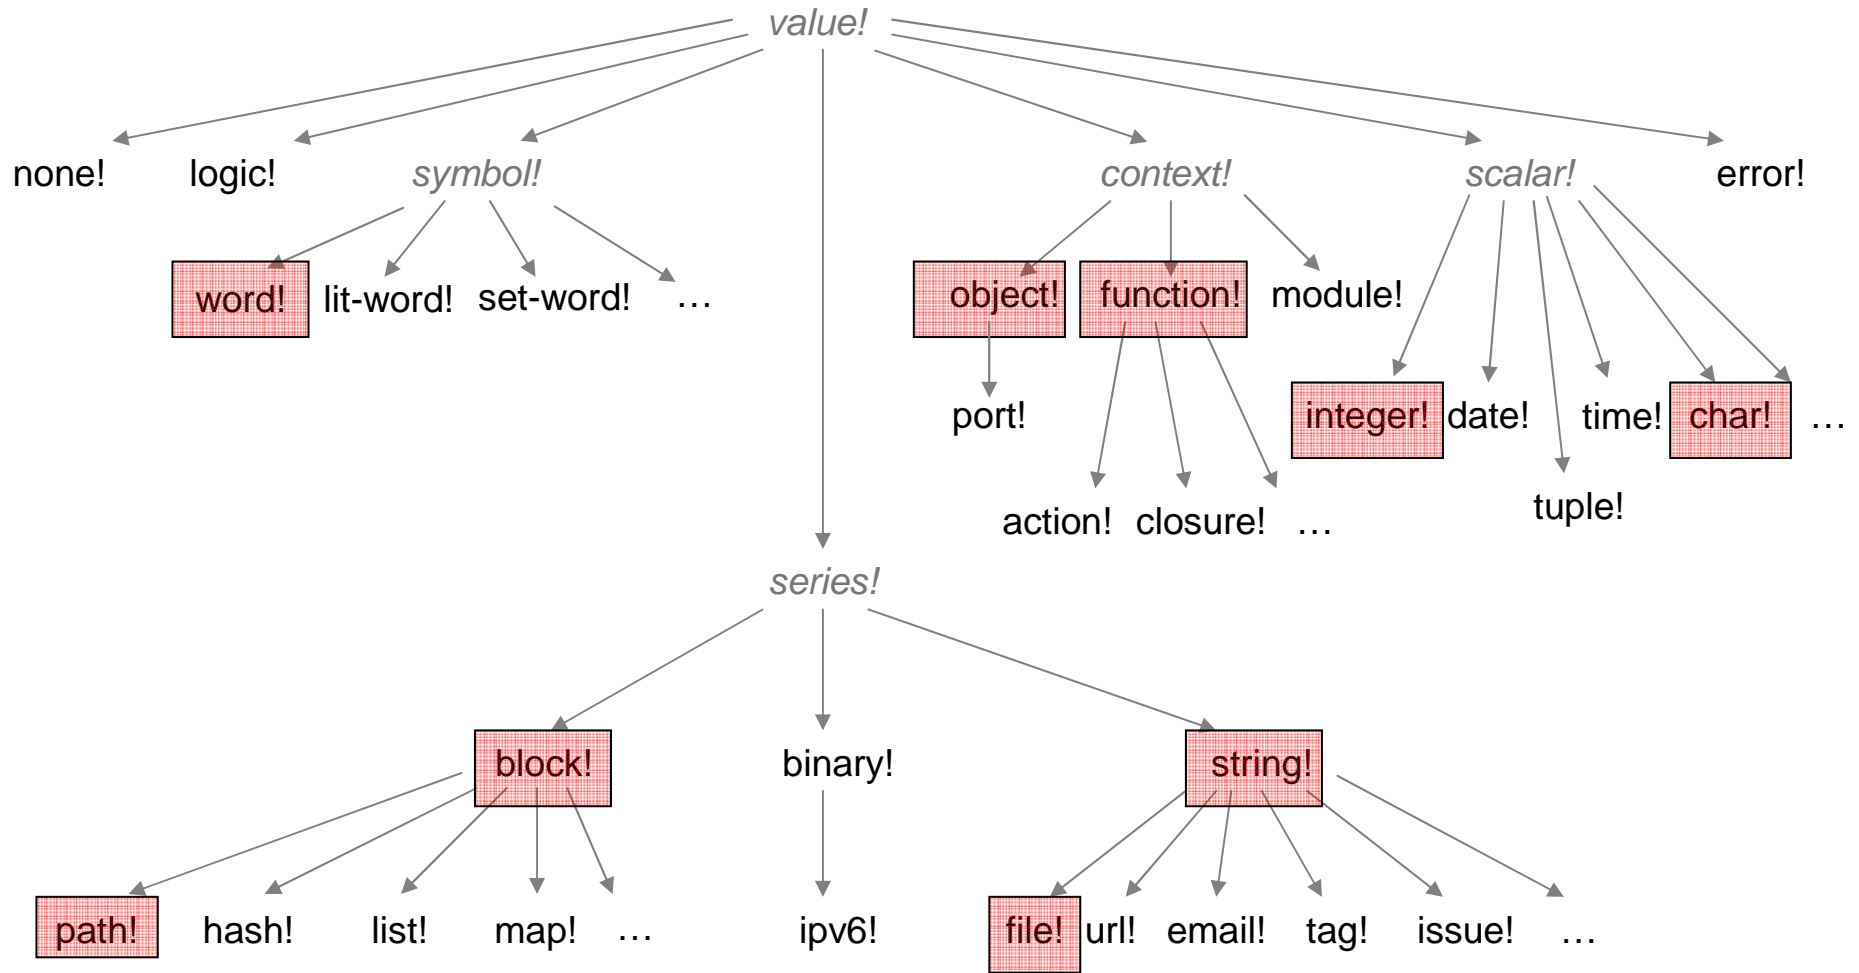 value!
none!
logic!
symbol!
context!
scalar!
error!
word!
lit-word!
set-word!
…
object!
function!
module!
port!
integer!
date!
time!
char!
…
action!
closure!
…
tuple!
series!
block!
binary!
string!
path!
hash!
list!
map!
…
ipv6!
file!
url!
email!
tag!
issue!
…